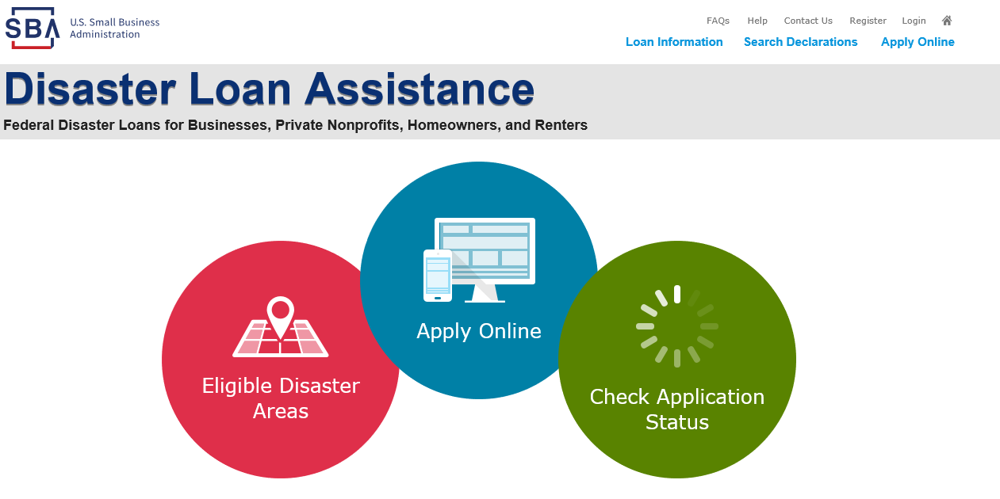 SBA
U.S. Small Business
Administration
FAQs Help Contact Us Register Login
Loan Information Search Declarations Apply Online
Disaster Loan Assistance
Federal Disaster Loans for Businesses, Private Nonprofits, Homeowners, and Renters
Apply Online
Eligible Disaster
Areas
Check Application
Status